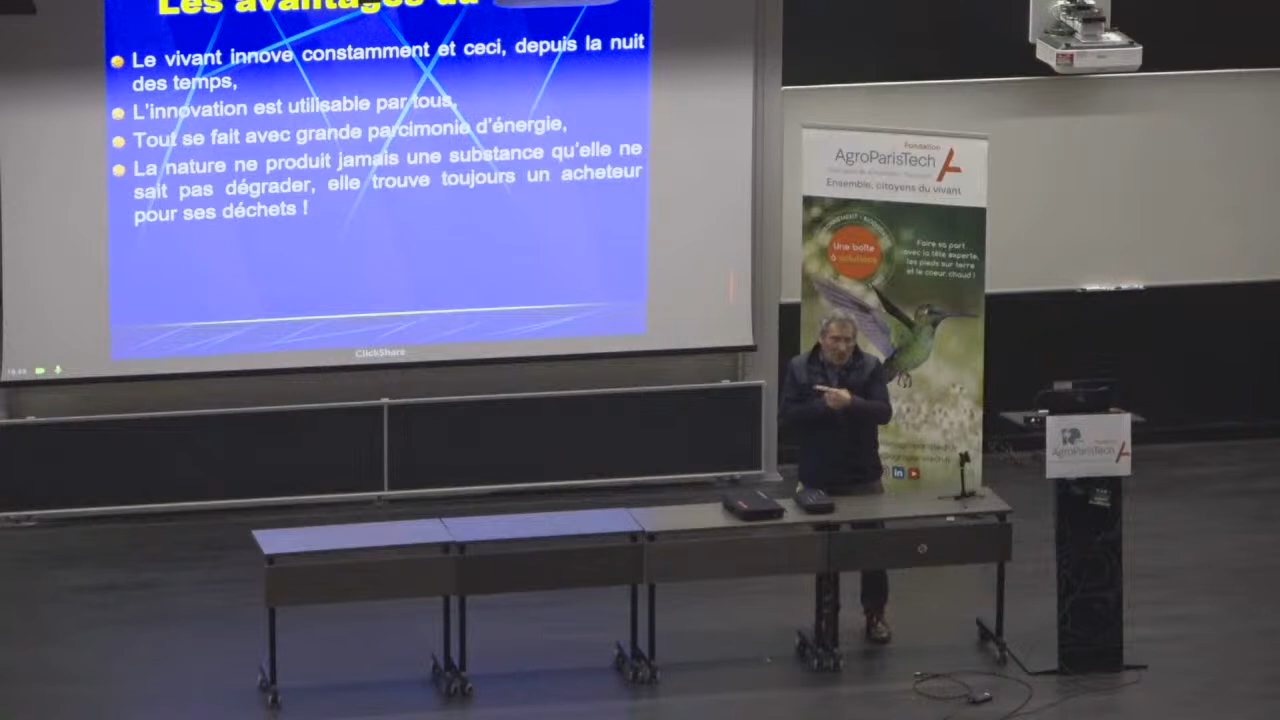 Les avantages du
Le vivant innove constamment et ceci, depuis la nuit
des temps,
L'innovation est utilisable par tous,
Tout se fait avec grande parcimonie d'énergie,
La nature ne produit jamais une substance qu'elle ne
sait pas dégrader, elle trouve toujours un acheteur
pour ses déchets !
ClickShare
Fondation
AgroParisTech
Ensemble, citoyens du vivant
Une boîte
à solutions
Faire sa part
avec la tête experte,
les pieds sur terre
et le coeur chaud !
in
AgroParisTech